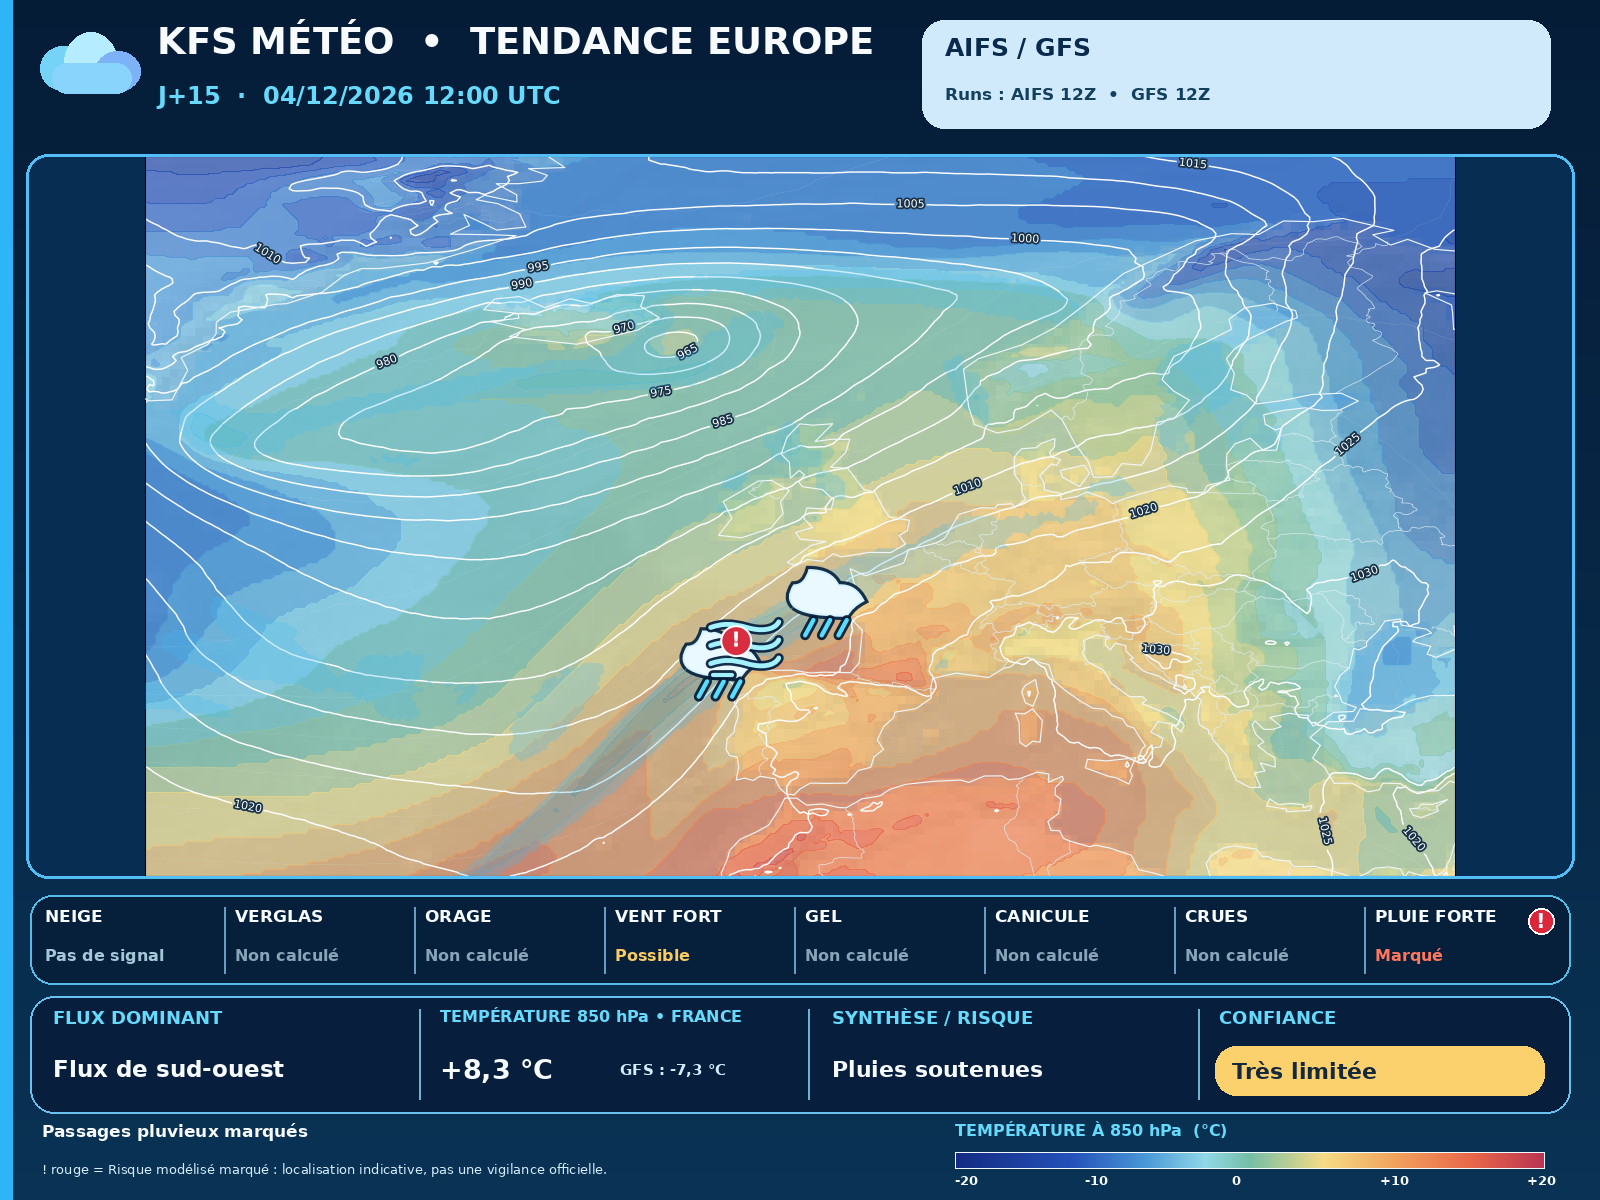 KFS MÉTÉO • TENDANCE EUROPE
J+15 · 04/12/2026 12:00 UTC
AIFS / GFS
Runs : AIFS 12Z • GFS 12Z
1015
1005
1000
1010
995
990
970
965
980
975
985
1010
1020
1025
1030
1030
1020
1025
1020
!
NEIGE
Pas de signal
VERGLAS
Non calculé
ORAGE
Non calculé
VENT FORT
Possible
GEL
Non calculé
CANICULE
Non calculé
CRUES
Non calculé
PLUIE FORTE
!
Marqué
FLUX DOMINANT
Flux de sud-ouest
TEMPÉRATURE 850 hPa • FRANCE
+8,3 °C
GFS : -7,3 °C
SYNTHÈSE / RISQUE
Pluies soutenues
CONFIANCE
Très limitée
Passages pluvieux marqués
! rouge = Risque modélisé marqué : localisation indicative, pas une vigilance officielle.
TEMPÉRATURE À 850 hPa (°C)
-20 -10 0 +10 +20